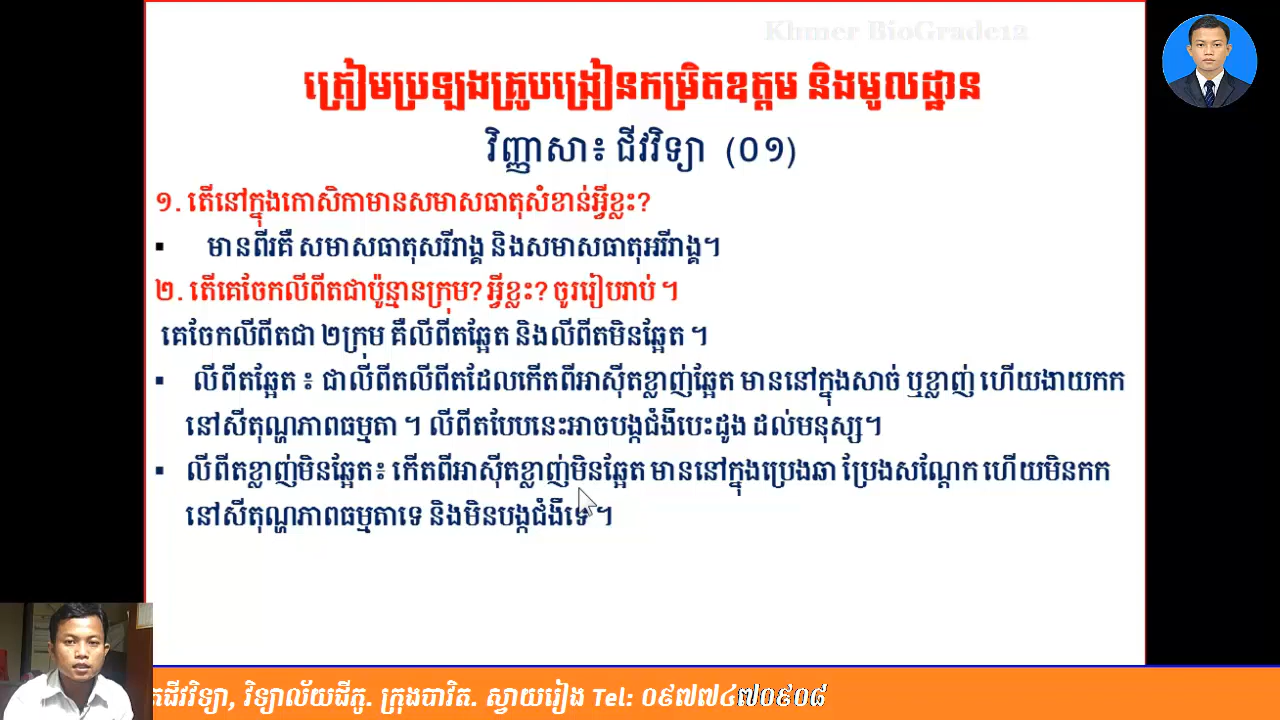 Khmer BioGrade12
ត្រៀមប្រឡងគ្រូបង្រៀនកម្រិតឧត្តម និងមូលដ្ឋាន
វិញ្ញាសា៖ ជីវវិទ្យា (០១)
១. តើនៅក្នុងកោសិកាមានសមាសធាតុសំខាន់អ្វីខ្លះ?
▪ មានពីរគឺ សមាសធាតុសរីរាង្គ និងសមាសធាតុអរីរាង្គ។
២. តើគេចែកលីពីតជាប៉ុន្មានក្រុម? អ្វីខ្លះ? ចូររៀបរាប់ ។
គេចែកលីពីតជា ២ក្រុម គឺលីពីតឆ្អែត និងលីពីតមិនឆ្អែត ។
▪ លីពីតឆ្អែត ៖ ជាលីពីតលីពីតដែលកើតពីអាស៊ីតខ្លាញ់ឆ្អែត មាននៅក្នុងសាច់ ឬខ្លាញ់ ហើយងាយកក
នៅសីតុណ្ហភាពធម្មតា ។ លីពីតបែបនេះអាចបង្កជំងឺបេះដូង ដល់មនុស្ស។
▪ លីពីតខ្លាញ់មិនឆ្អែត៖ កើតពីអាស៊ីតខ្លាញ់មិនឆ្អែត មាននៅក្នុងប្រេងឆា ប្រែងសណ្តែក ហើយមិនកក
នៅសីតុណ្ហភាពធម្មតាទេ និងមិនបង្កជំងឺទេ ។
តជីវវិទ្យា, វិទ្យាល័យជីភូ. ក្រុងបាវិត. ស្វាយរៀង Tel: ០៩៧៧៤៧០៩០៨